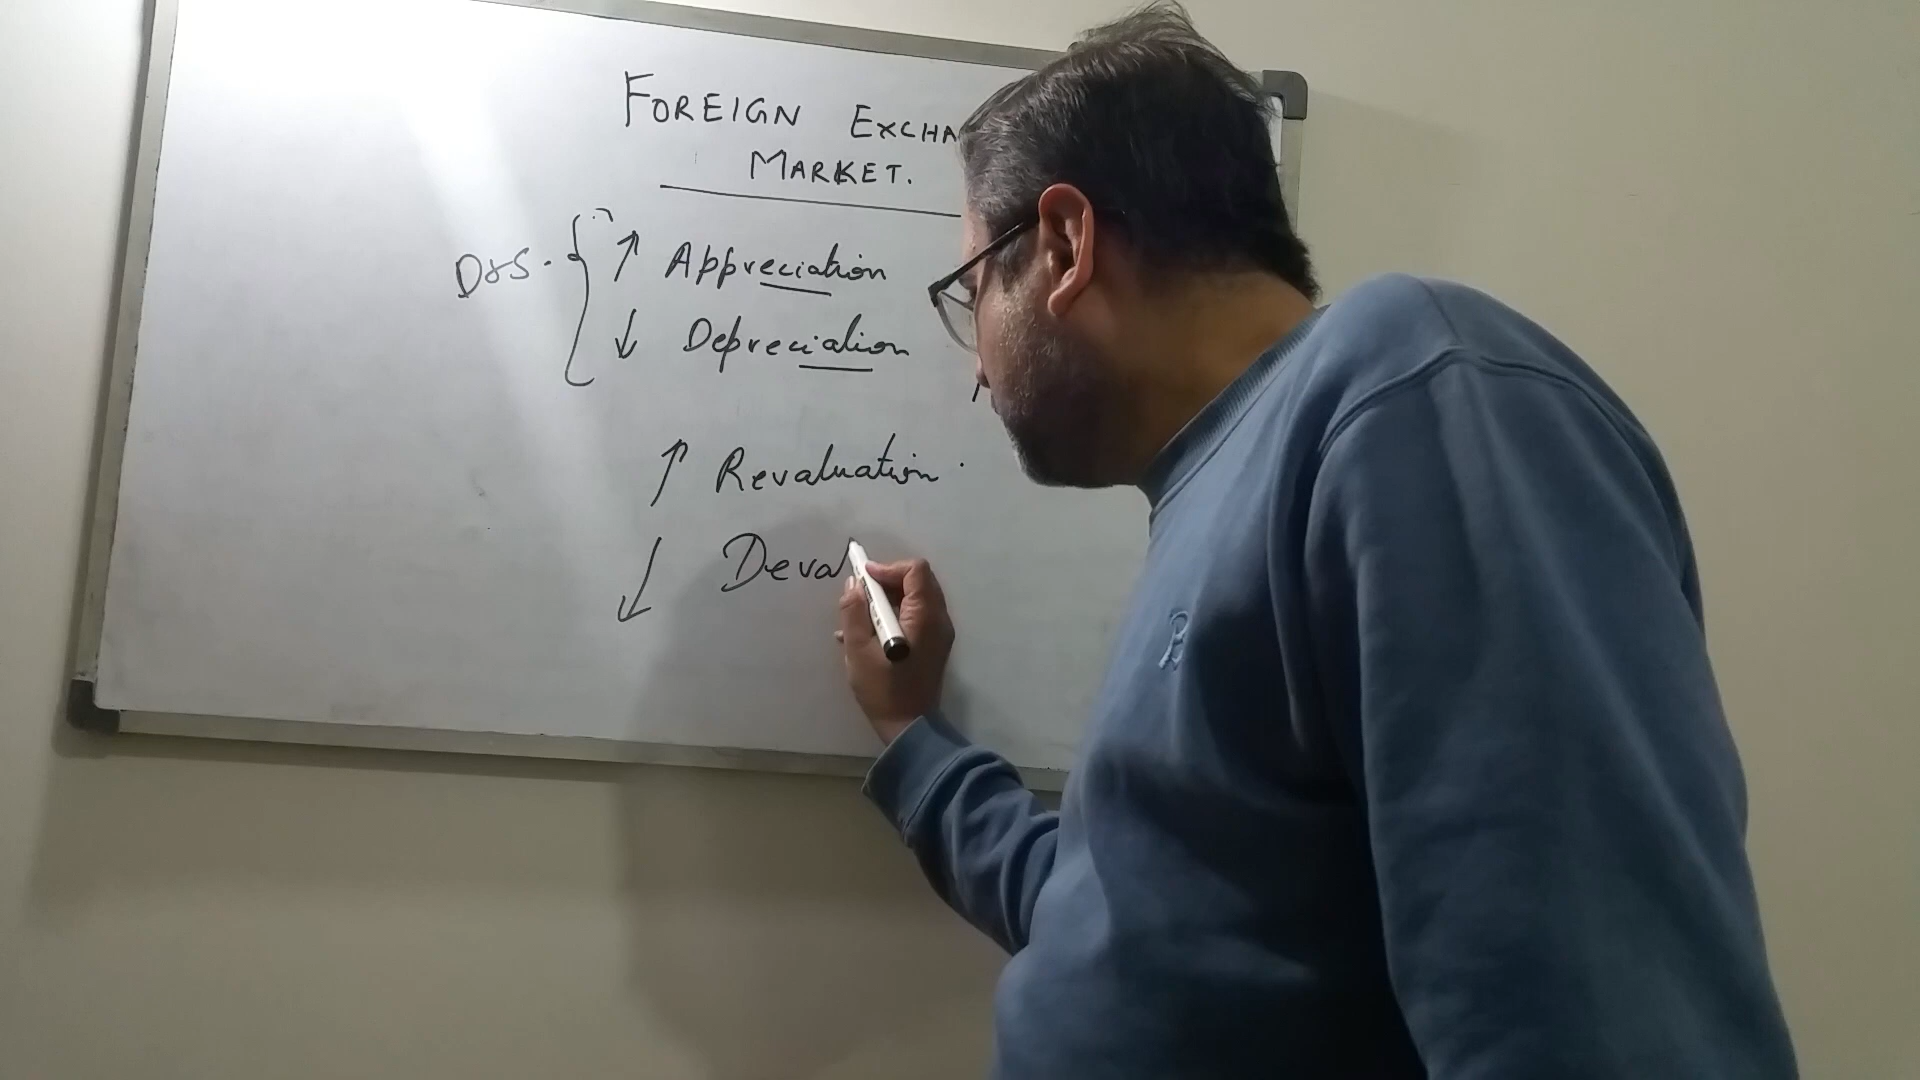 FOREIGN EXCHA
MARKET.
D&S. { ↑ Appreciation
↓ Depreciation
↑ Revaluation.
↓ Deval
R